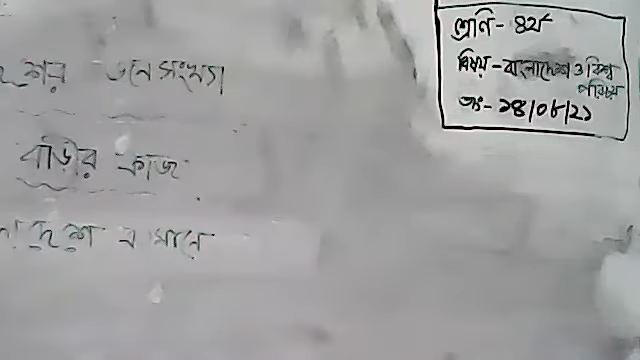 শ্রেণি - ৪র্থ
বিষয় - বাংলাদেশ ও বিশ্ব
পরিচয়
তাং - ১৪/০৮/২১
দেশের জনসংখ্যা
বাড়ীর কাজ